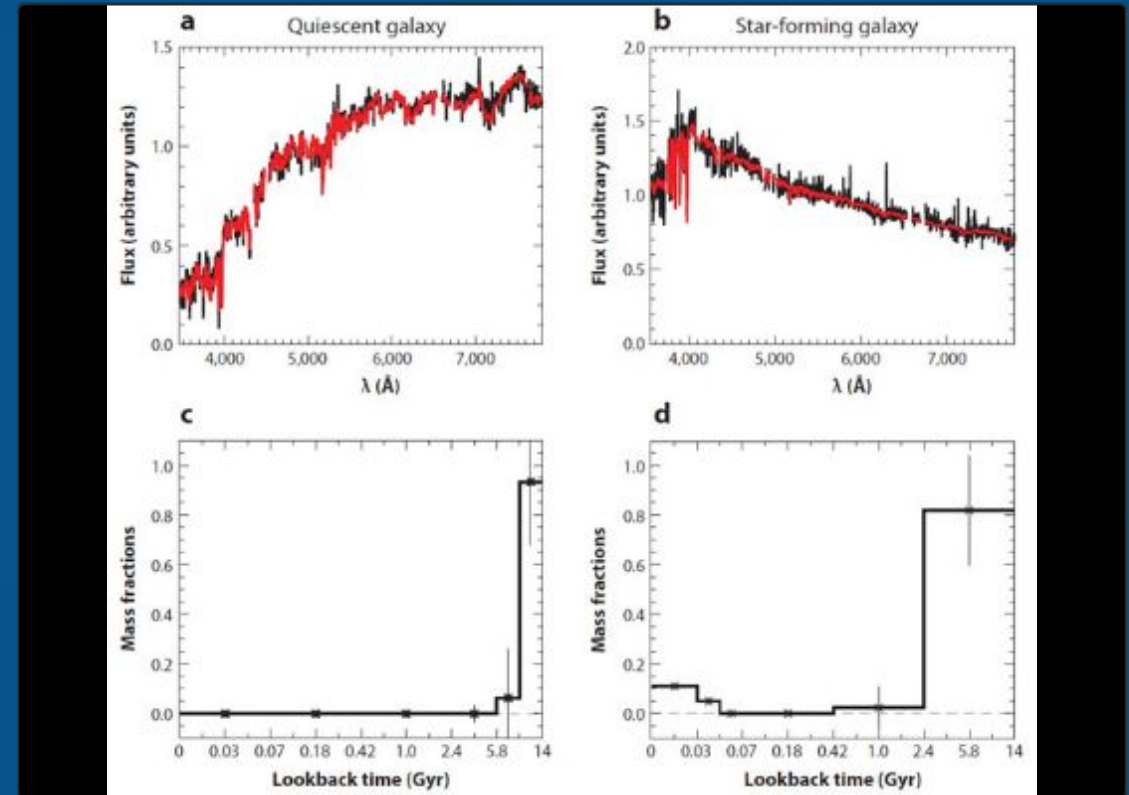 a
Quiescent galaxy
1.5
1.0
0.5
0.0
Flux (arbitrary units)
4,000 5,000 6,000 7,000
λ (Å)
b
Star-forming galaxy
2.0
1.5
1.0
0.5
0.0
Flux (arbitrary units)
4,000 5,000 6,000 7,000
λ (Å)
c
1.0
0.8
0.6
0.4
0.2
0.0
Mass fractions
0 0.03 0.07 0.18 0.42 1.0 2.4 5.8 14
Lookback time (Gyr)
d
1.0
0.8
0.6
0.4
0.2
0.0
Mass fractions
0 0.03 0.07 0.18 0.42 1.0 2.4 5.8 14
Lookback time (Gyr)